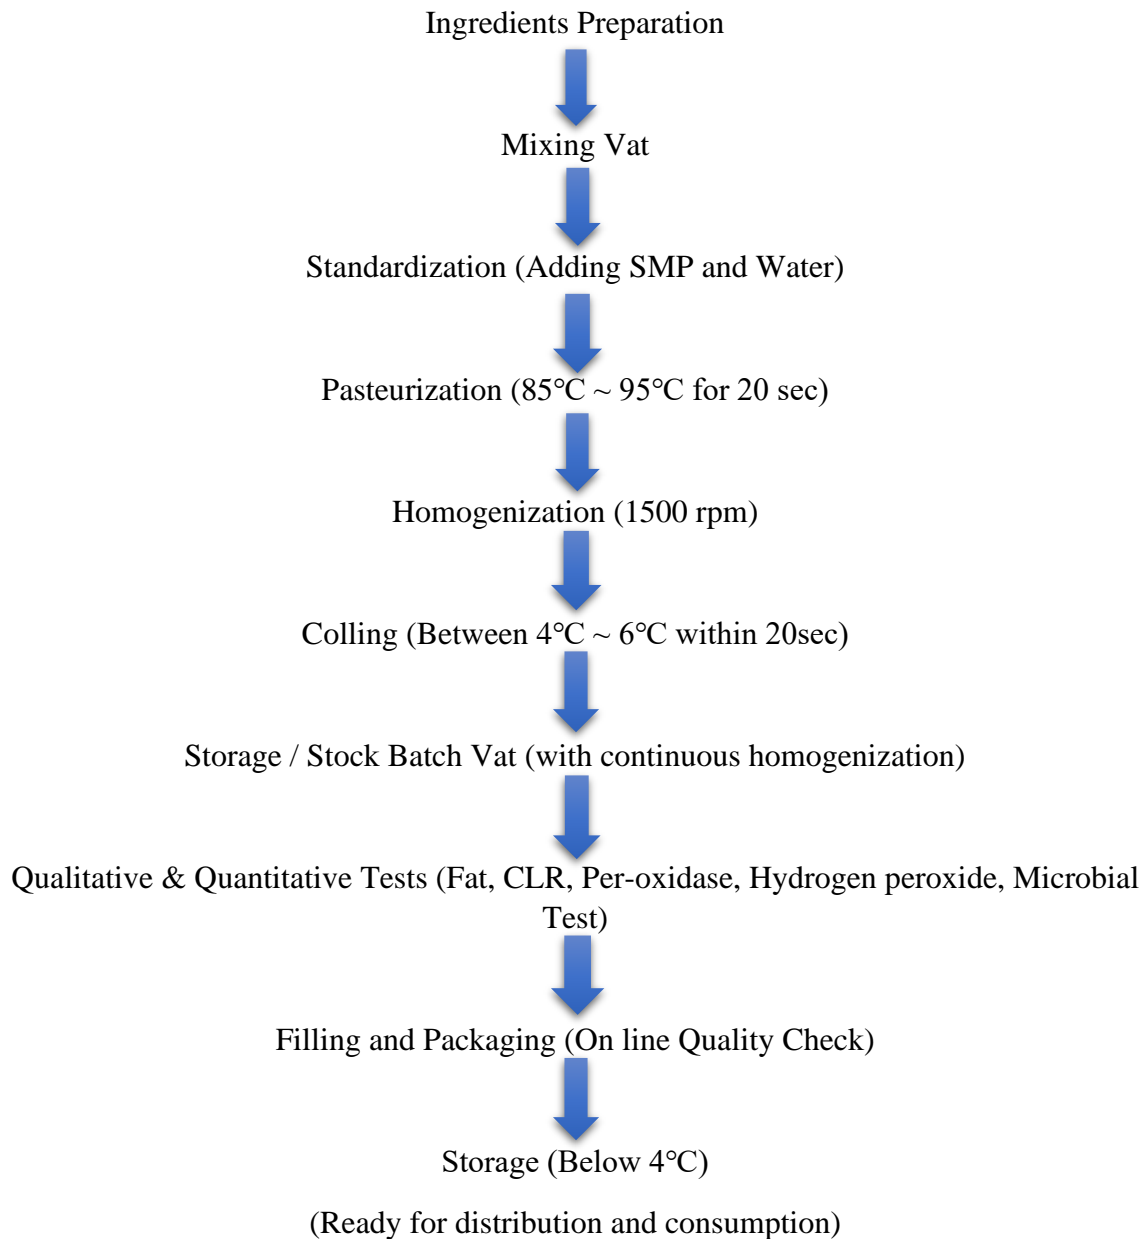 Ingredients Preparation
Mixing Vat
Standardization (Adding SMP and Water)
Pasteurization (85℃ ~ 95℃ for 20 sec)
Homogenization (1500 rpm)
Colling (Between 4℃ ~ 6℃ within 20sec)
Storage / Stock Batch Vat (with continuous homogenization)
Qualitative & Quantitative Tests (Fat, CLR, Per-oxidase, Hydrogen peroxide, Microbial
Test)
Filling and Packaging (On line Quality Check)
Storage (Below 4℃)
(Ready for distribution and consumption)